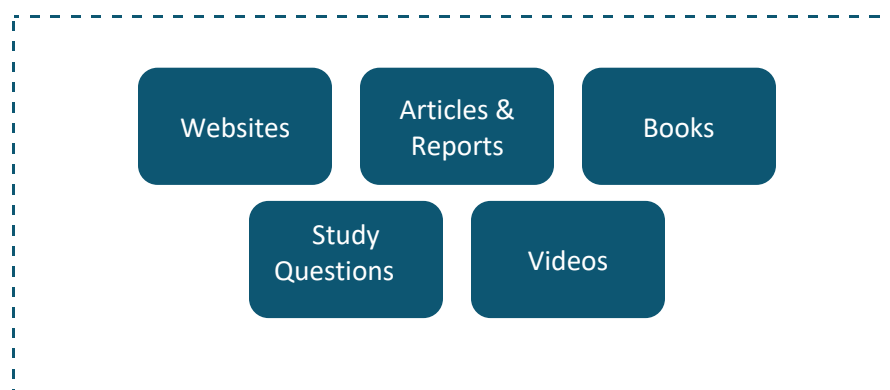 Websites
Articles &
Reports
Books
Study
Questions
Videos